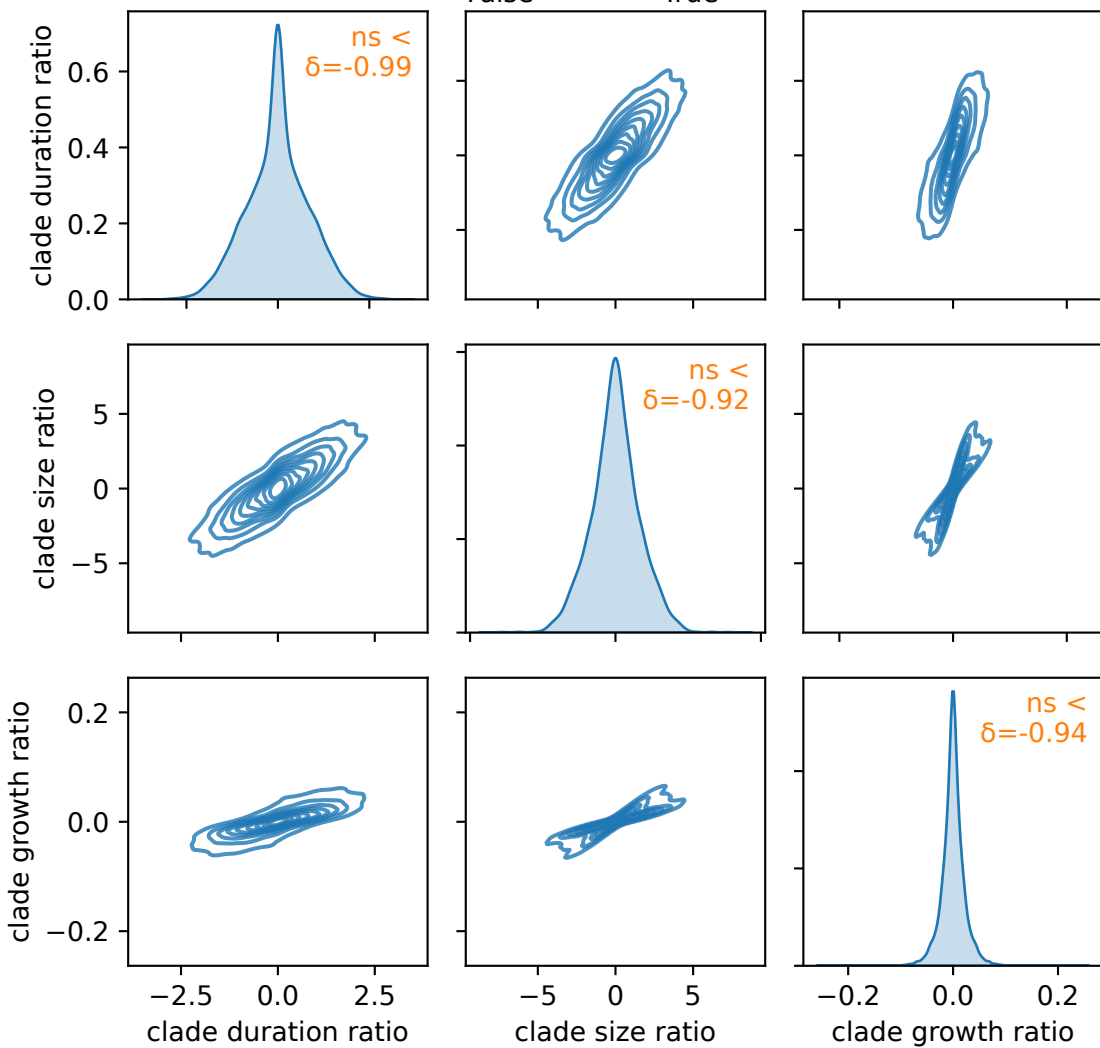 clade duration ratio
0.6
0.4
0.2
0.0
ns <
δ=-0.99
clade size ratio
5
0
−5
ns <
δ=-0.92
clade growth ratio
0.2
0.0
−0.2
ns <
δ=-0.94
−2.5 0.0 2.5
−5 0 5
−0.2 0.0 0.2
clade duration ratio
clade size ratio
clade growth ratio